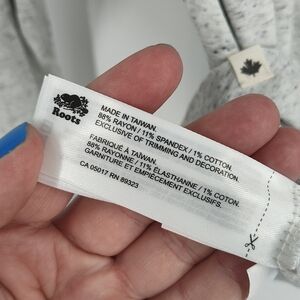 Roots
MADE IN TAIWAN.
88% RAYON / 11% SPANDEX / 1% COTTON
EXCLUSIVE OF TRIMMING AND DECORATION.
FABRIQUÉ À TAIWAN.
88% RAYONNE / 11% ÉLASTHANNE / 1% COTON.
GARNITURE ET EMPIÈCEMENT EXCLUSIFS.
CA 05017 RN 89323